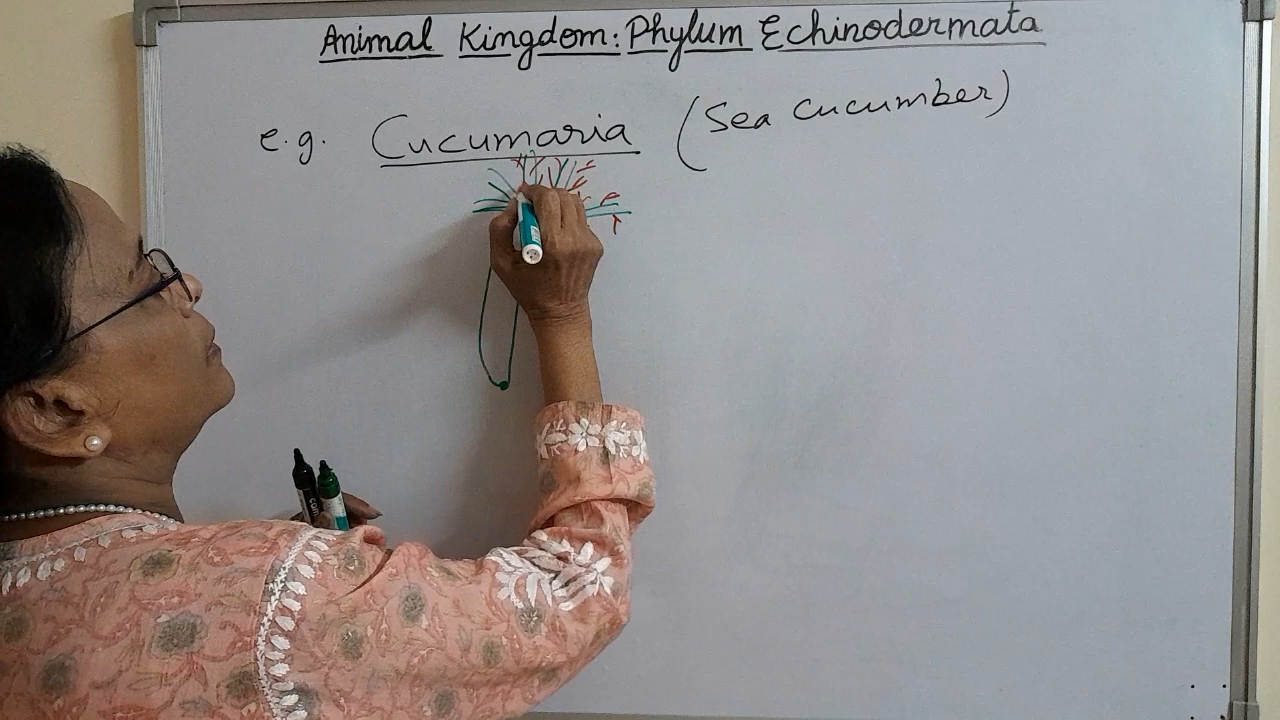 Animal Kingdom: Phylum Echinodermata
e.g. Cucumaria (Sea cucumber)